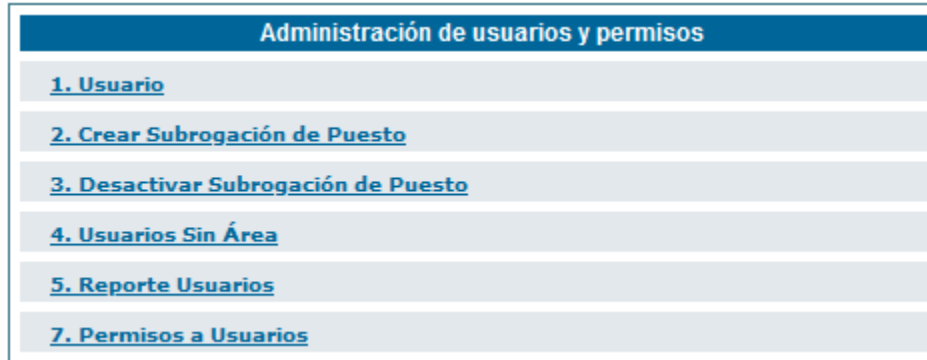 Administración de usuarios y permisos
1. Usuario
2. Crear Subrogación de Puesto
3. Desactivar Subrogación de Puesto
4. Usuarios Sin Área
5. Reporte Usuarios
7. Permisos a Usuarios